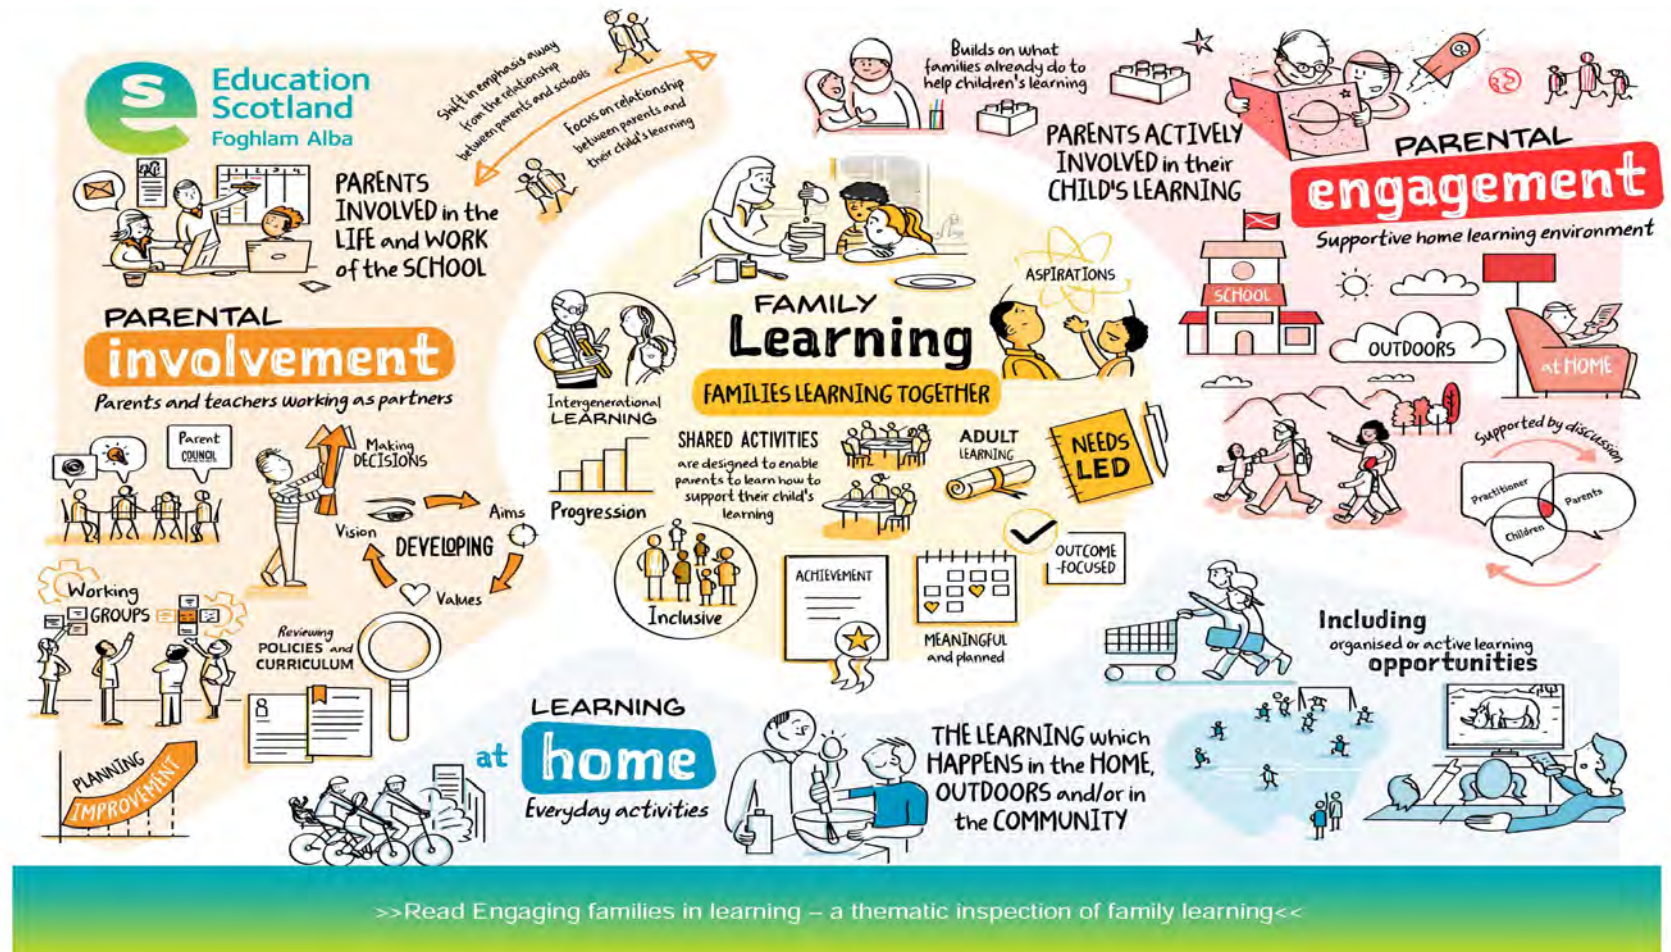 Education
Scotland
Foghlam Alba
Shift in emphasis away
from the relationship
between parents and schools
Focus on relationship
between parents and
their child's learning
PARENTS
INVOLVED in the
LIFE and WORK
of the SCHOOL
PARENTAL
involvement
Parents and teachers working as partners
Parent
COUNCIL
Making
DECISIONS
Vision
Aims
DEVELOPING
Values
Working
GROUPS
Reviewing
POLICIES and
CURRICULUM
PLANNING
IMPROVEMENT
FAMILY
Learning
FAMILIES LEARNING TOGETHER
Intergenerational
LEARNING
ASPIRATIONS
Progression
SHARED ACTIVITIES
are designed to enable
parents to learn how to
support their child's
learning
ADULT
LEARNING
NEEDS
LED
Inclusive
ACHIEVEMENT
MEANINGFUL
and planned
OUTCOME
-FOCUSED
Builds on what
families already do to
help children's learning
PARENTS ACTIVELY
INVOLVED in their
CHILD'S LEARNING
PARENTAL
engagement
Supportive home learning environment
SCHOOL
OUTDOORS
at HOME
Supported by discussion
Practitioner
Parents
Children
LEARNING
at home
Everyday activities
THE LEARNING which
HAPPENS in the HOME,
OUTDOORS and/or in
the COMMUNITY
Including
organised or active learning
opportunities
>>Read Engaging families in learning – a thematic inspection of family learning<<